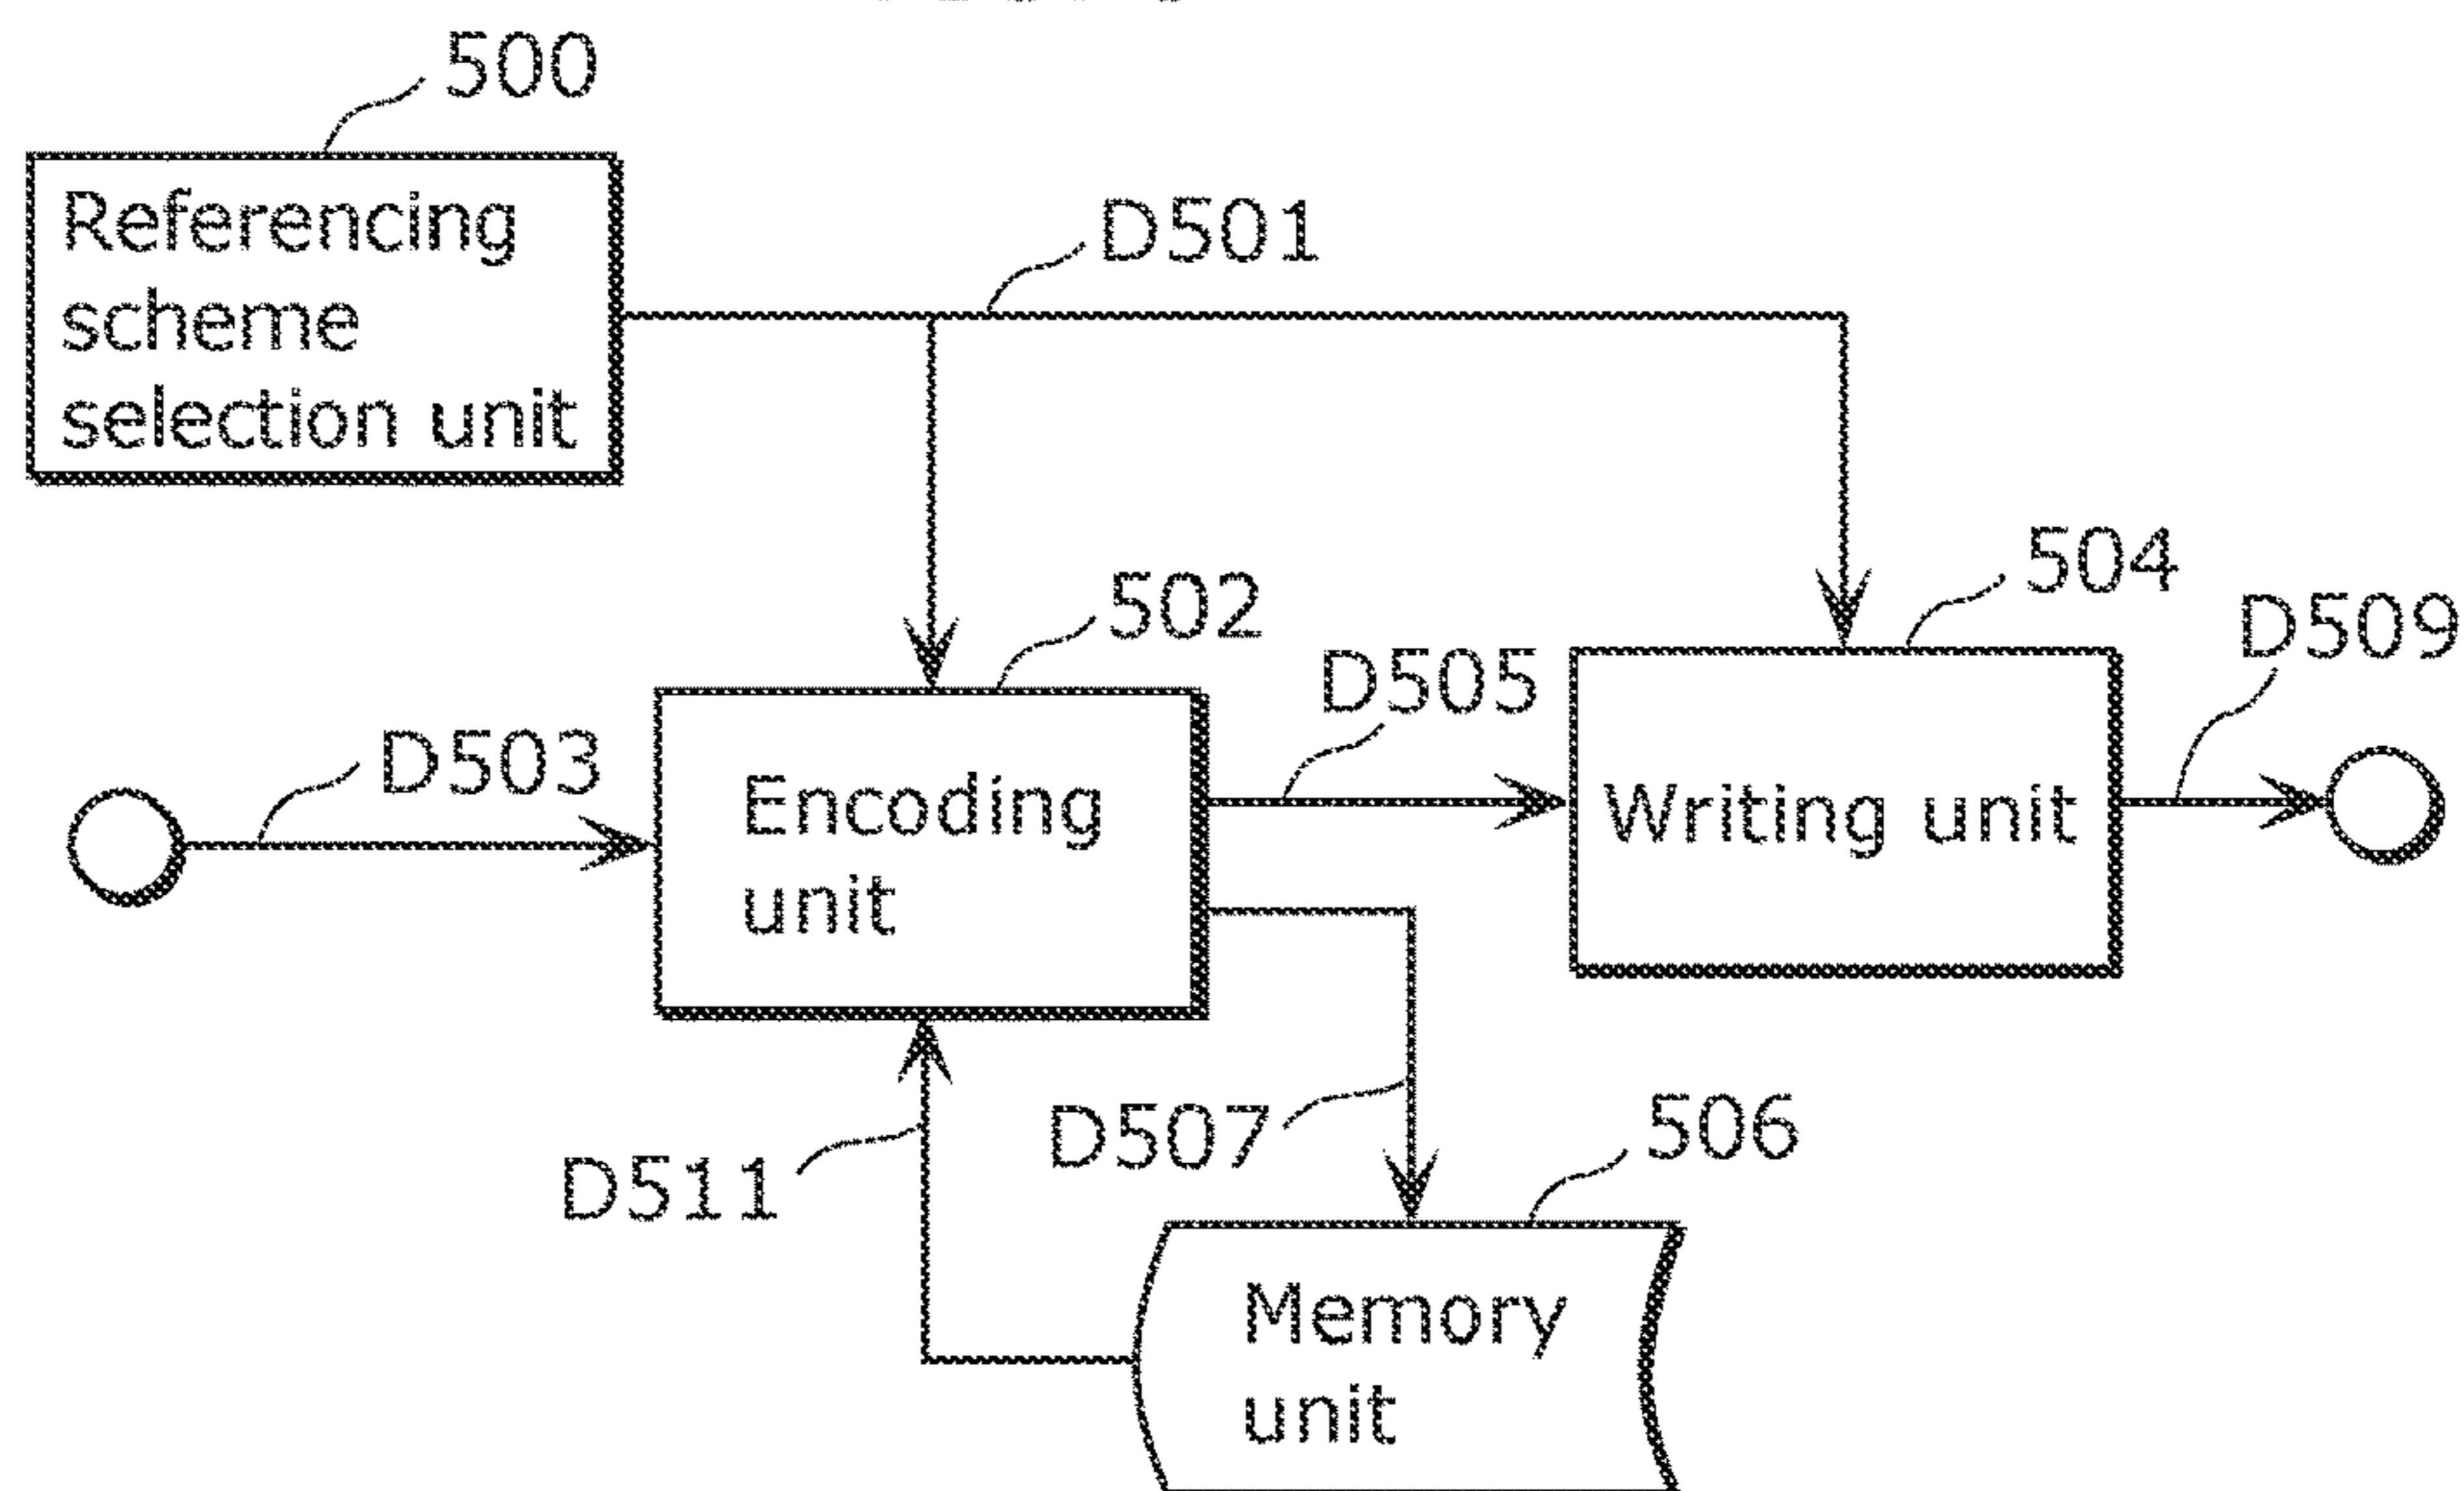 500
Referencing
scheme
selection unit
D501
502
504
D509
D505
D503
Encoding
unit
Writing unit
D507
506
D511
Memory
unit